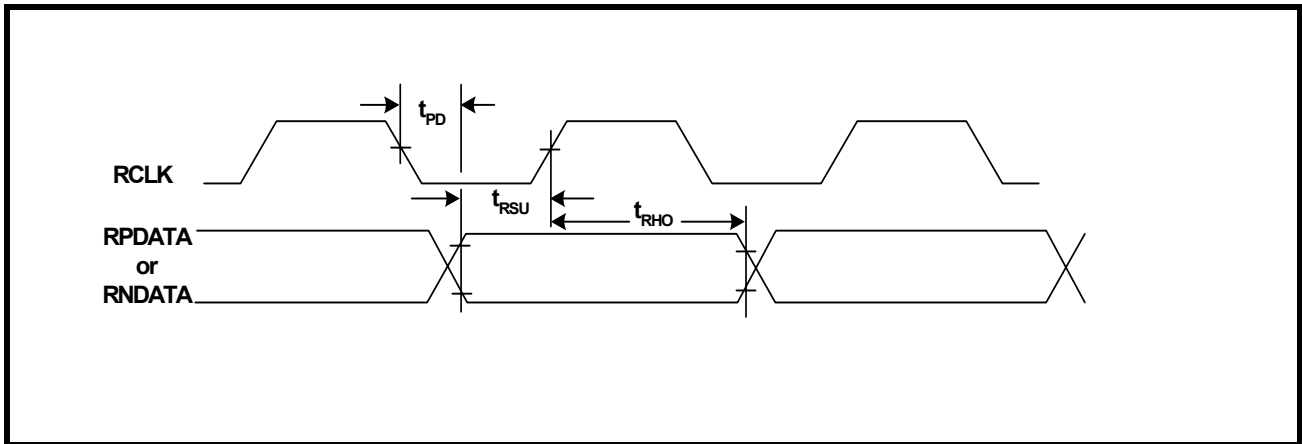 tPD
RCLK
tRSU
tRHO
RPDATA
or
RNDATA